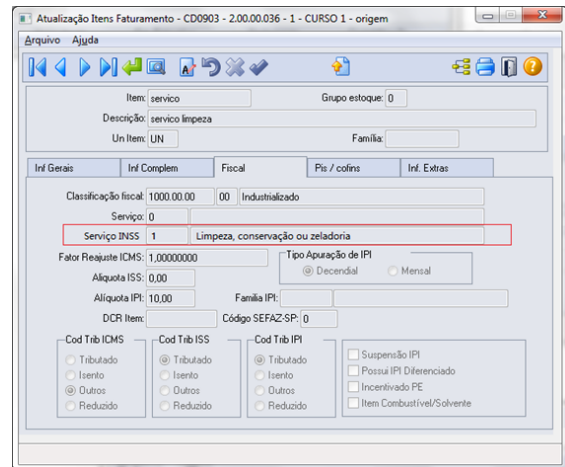 Atualização Itens Faturamento - CD0903 - 2.00.00.036 - 1 - CURSO 1 - origem
Arquivo Ajuda
Item: servico Grupo estoque: 0
Descrição: servico limpeza
Un Item: UN Família:
Inf Gerais Inf Complem Fiscal Pis / cofins Inf. Extras
Classificação fiscal: 1000.00.00 00 Industrializado
Serviço: 0
Serviço INSS 1 Limpeza, conservação ou zeladoria
Fator Reajuste ICMS: 1,00000000 Tipo Apuração de IPI
Aliquota ISS: 0,00 Decendial Mensal
Alíquota IPI: 10,00 Familia IPI:
DCR Item: Código SEFAZ-SP: 0
Cod Trib ICMS Cod Trib ISS Cod Trib IPI
Tributado Tributado Tributado Suspensão IPI
Isento Isento Isento Possui IPI Diferenciado
Outros Outros Outros Incentivado PE
Reduzido Reduzido Reduzido Item Combustível/Solvente